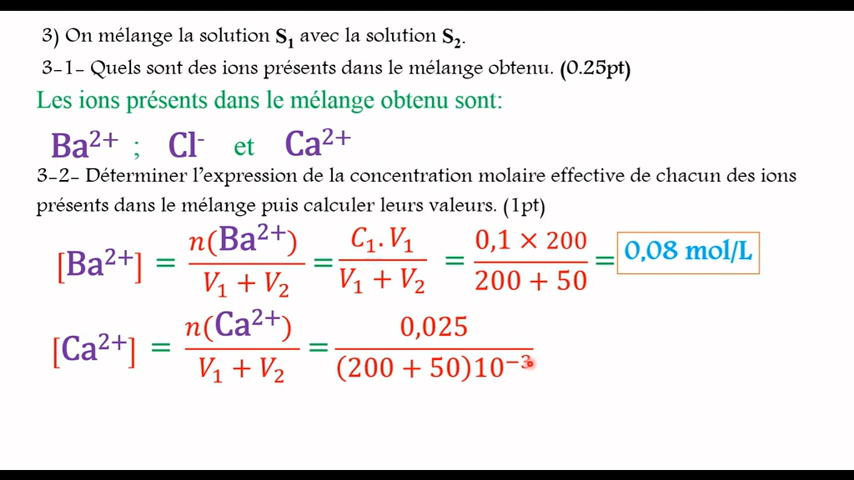 3) On mélange la solution S₁ avec la solution S₂.
3-1- Quels sont des ions présents dans le mélange obtenu. (0.25pt)
Les ions présents dans le mélange obtenu sont:
Ba²⁺ ; Cl⁻ et Ca²⁺
3-2- Déterminer l'expression de la concentration molaire effective de chacun des ions
présents dans le mélange puis calculer leurs valeurs. (1pt)
[Ba²⁺] = n(Ba²⁺)/(V₁ + V₂) = C₁.V₁/(V₁ + V₂) = (0,1 × 200)/(200 + 50) = 0,08 mol/L
[Ca²⁺] = n(Ca²⁺)/(V₁ + V₂) = 0,025/((200 + 50)10⁻³)